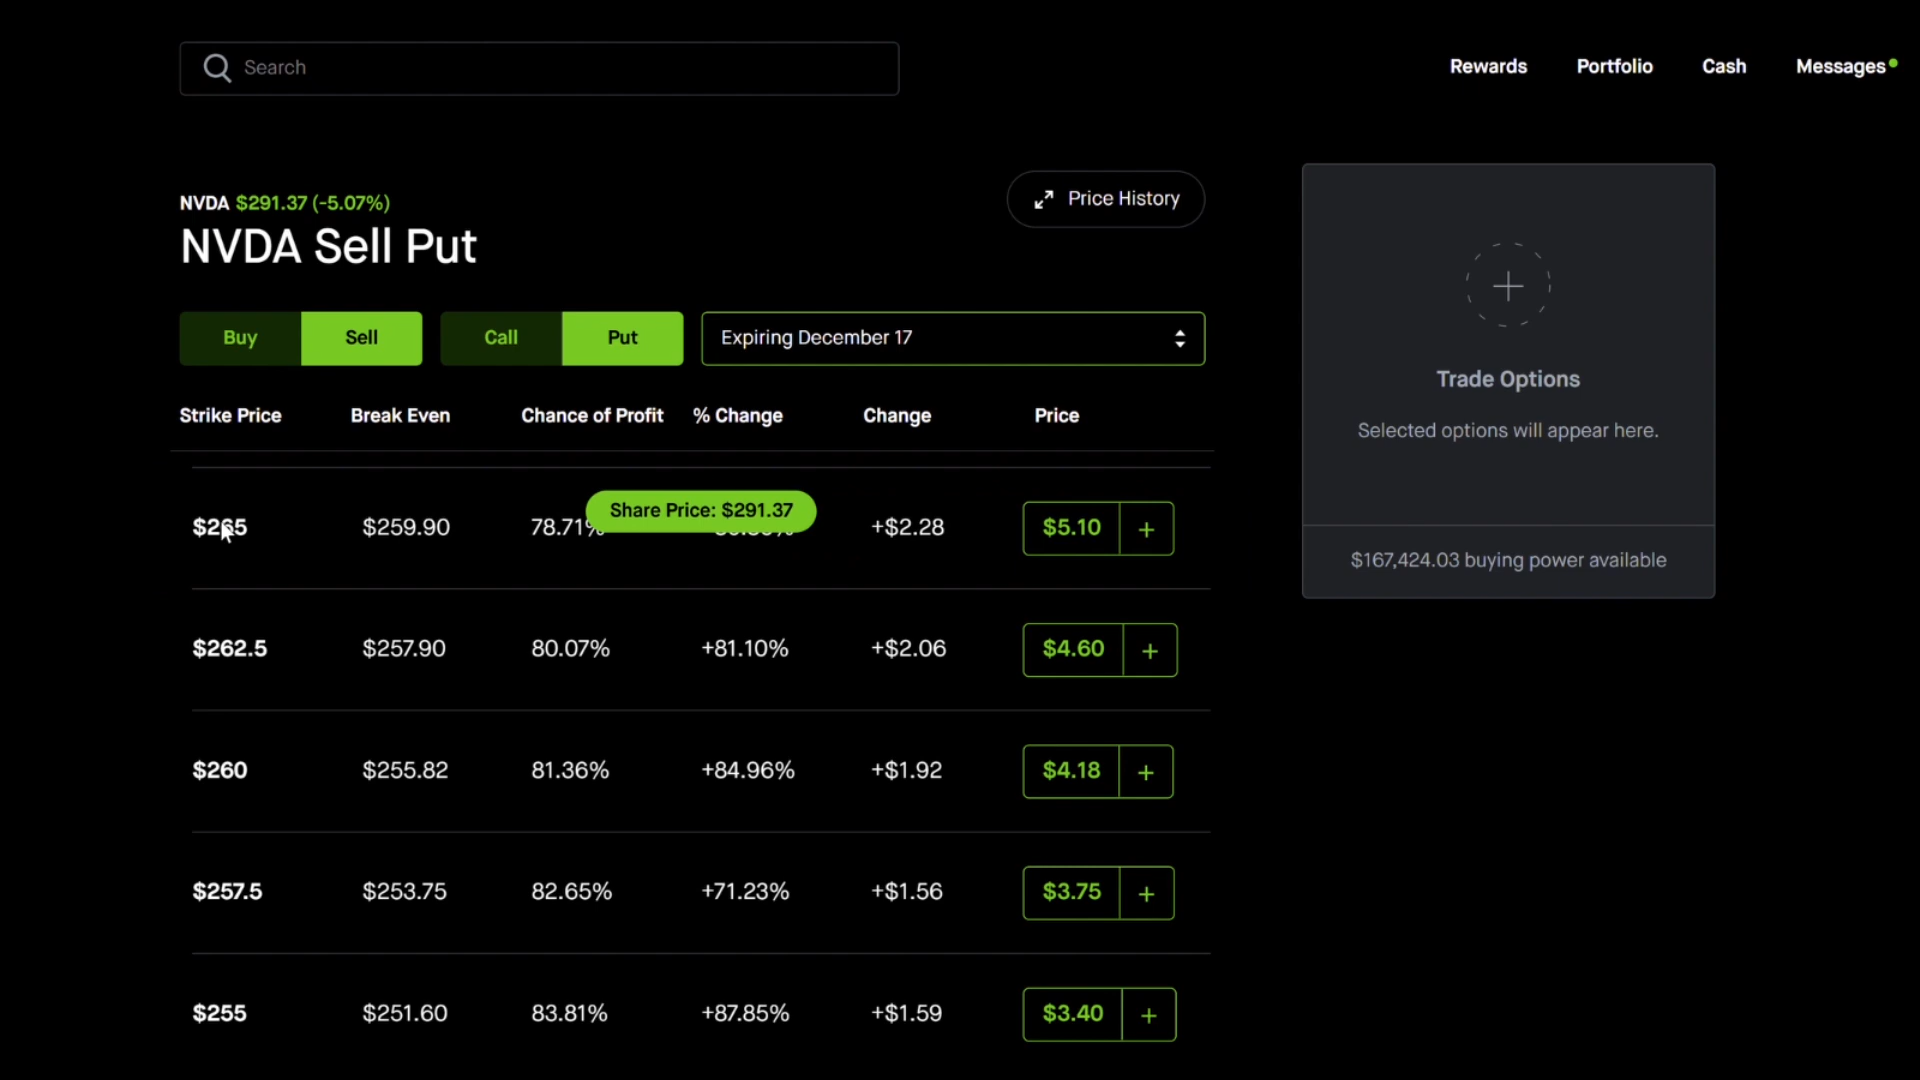 Search
Rewards Portfolio Cash Messages
NVDA $291.37 (-5.07%)
NVDA Sell Put
Price History
Buy Sell Call Put Expiring December 17
Strike Price Break Even Chance of Profit % Change Change Price
Share Price: $291.37
$265 $259.90 78.71% +$2.28 $5.10 +
$262.5 $257.90 80.07% +81.10% +$2.06 $4.60 +
$260 $255.82 81.36% +84.96% +$1.92 $4.18 +
$257.5 $253.75 82.65% +71.23% +$1.56 $3.75 +
$255 $251.60 83.81% +87.85% +$1.59 $3.40 +
Trade Options
Selected options will appear here.
$167,424.03 buying power available